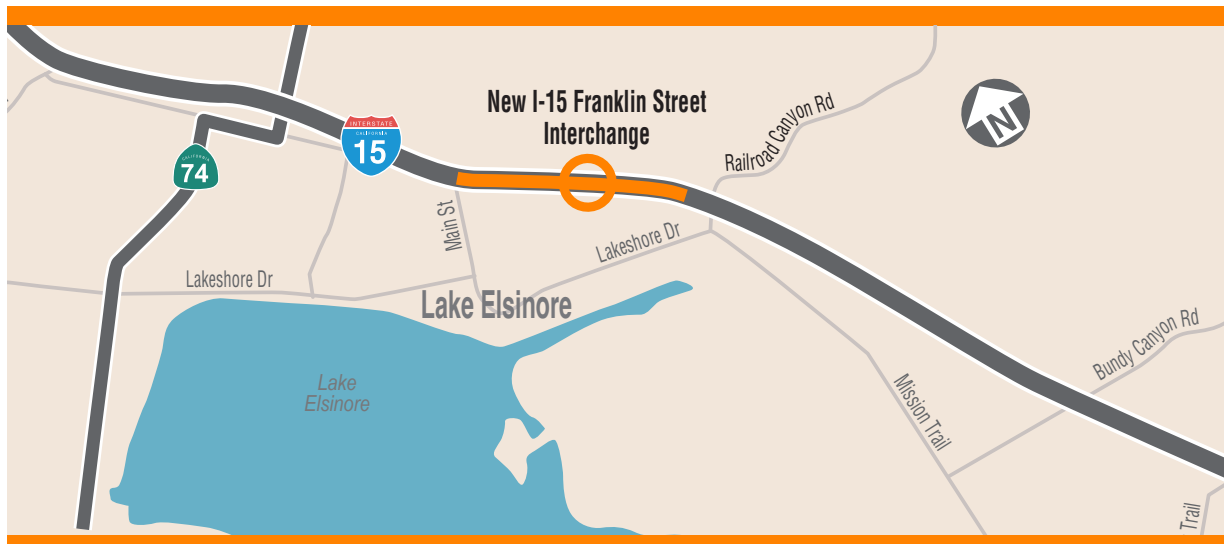 New I-15 Franklin Street
Interchange
Railroad Canyon Rd
N
INTERSTATE
CALIFORNIA
15
CALIFORNIA
74
Main St
Lakeshore Dr
Lakeshore Dr
Lake Elsinore
Lake
Elsinore
Bundy Canyon Rd
Mission Trail
Trail